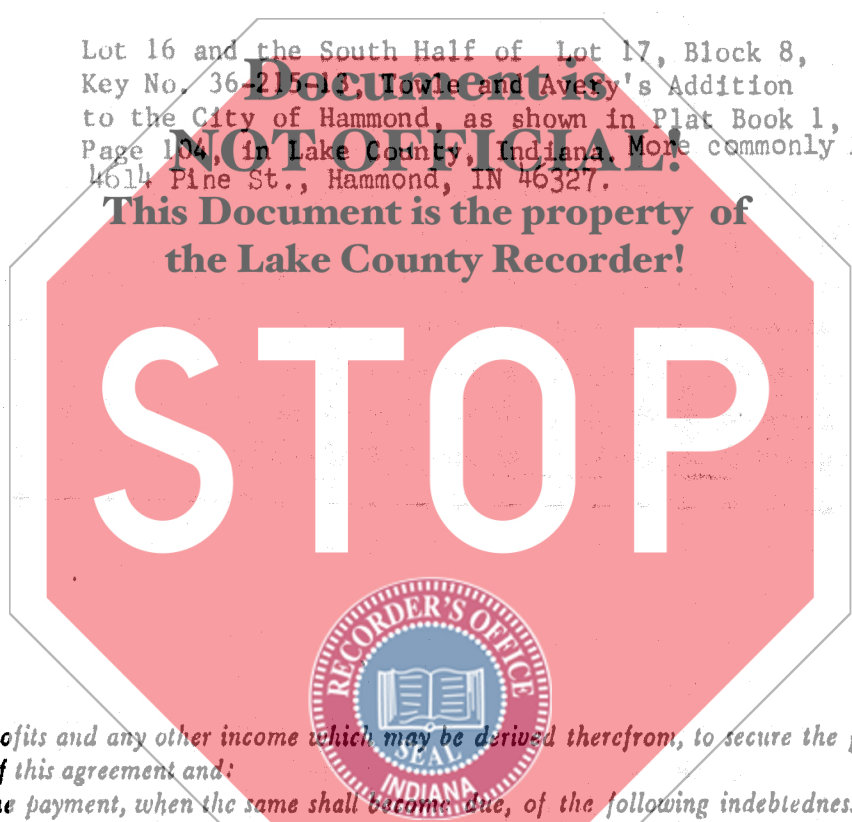 Lot 16 and the South Half of Lot 17, Block 8,
Key No. 36-215-13, Towle and Avery's Addition
to the City of Hammond, as shown in Plat Book 1,
Page 104, in Lake County, Indiana. More commonly
4614 Pine St., Hammond, IN 46327.
Document is
NOT OFFICIAL!
This Document is the property of
the Lake County Recorder!
STOP
RECORDER'S OFFICE
SEAL
INDIANA
ofits and any other income which may be derived therefrom, to secure the
f this agreement and:
payment, when the same shall become due, of the following indebtedness